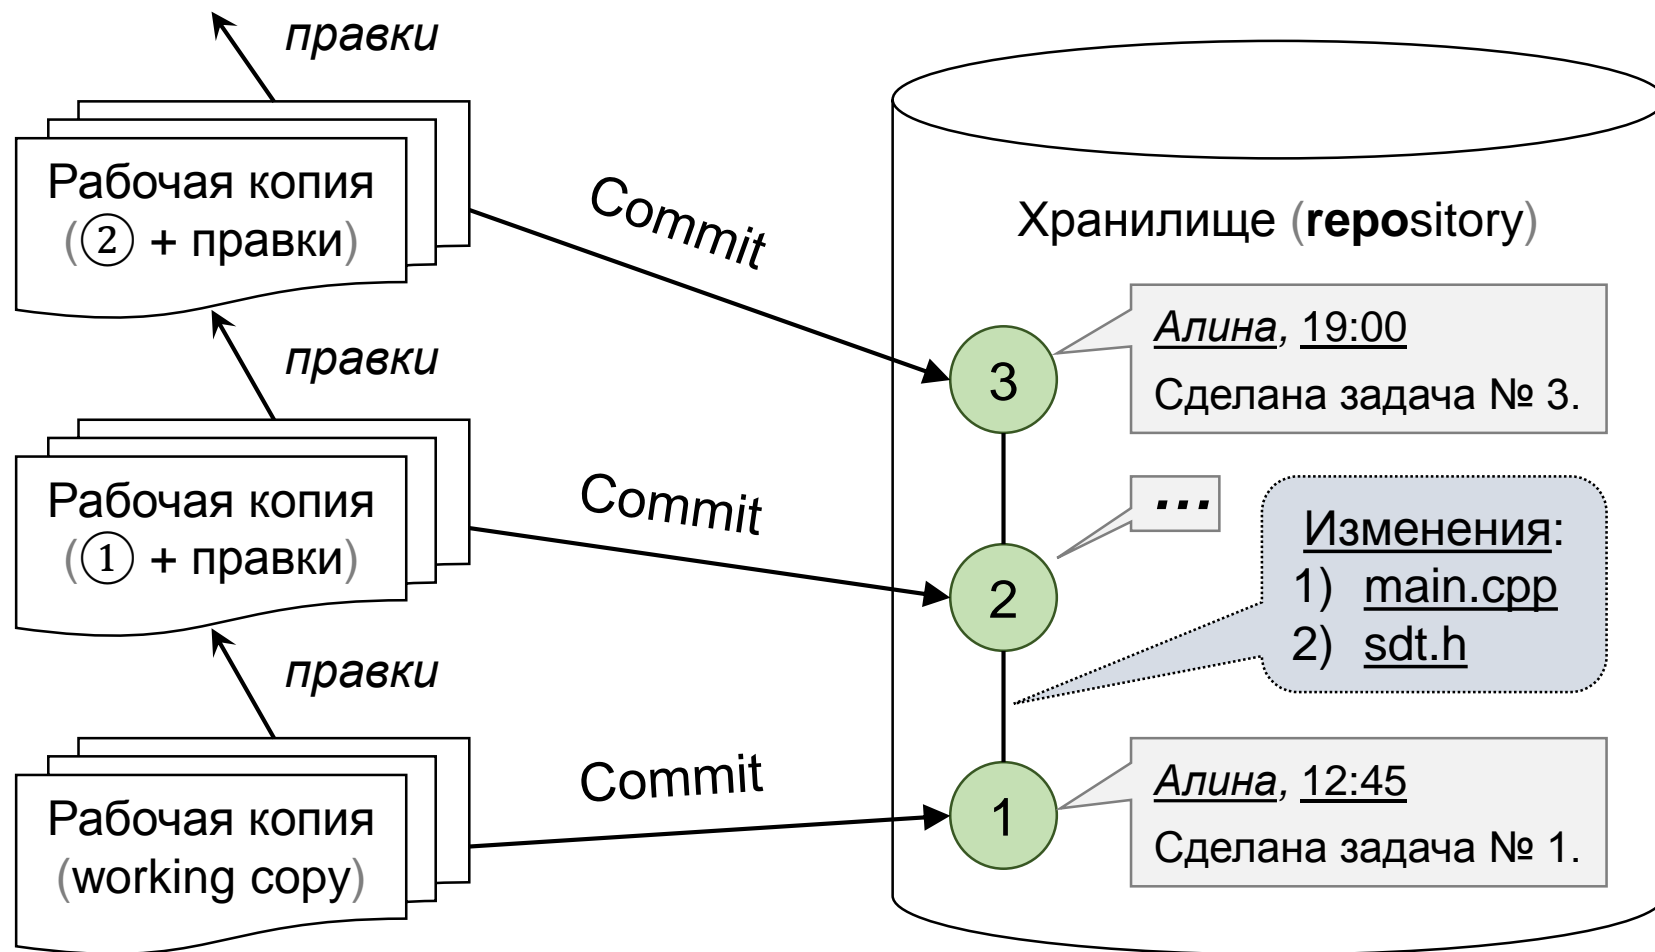 правки
Рабочая копия
(2 + правки)
Commit
Хранилище (repository)
Алина, 19:00
Сделана задача № 3.
3
правки
Рабочая копия
(1 + правки)
Commit
...
2
Изменения:
1) main.cpp
2) sdt.h
правки
Рабочая копия
(working copy)
Commit
1
Алина, 12:45
Сделана задача № 1.